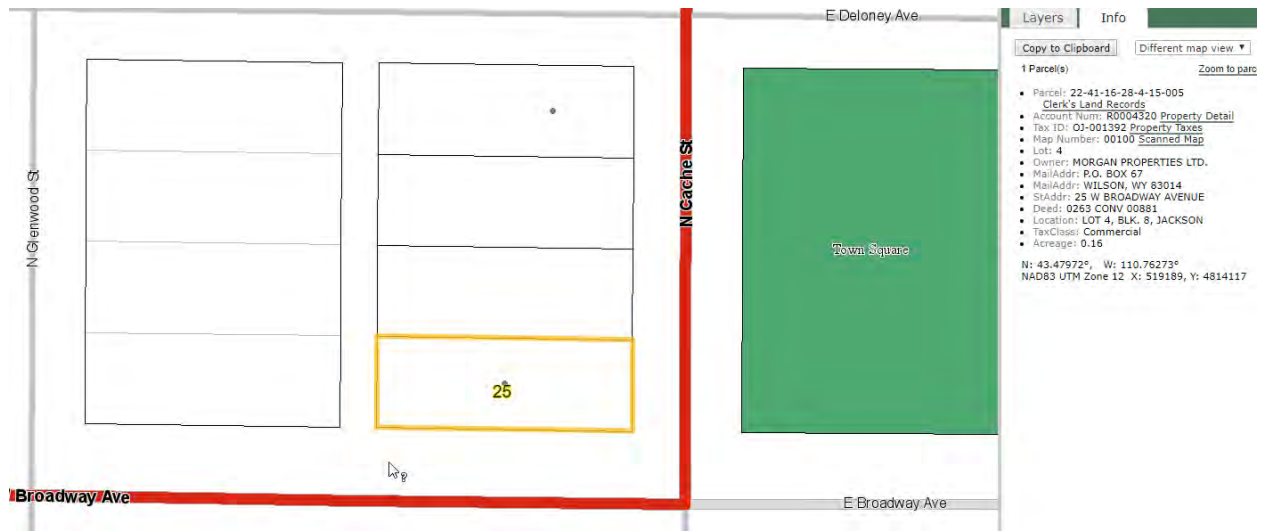 E Deloney Ave
N Glenwood St
N Cache St
Town Square
25
Broadway Ave
E Broadway Ave
Layers
Info
Copy to Clipboard
Different map view ▼
1 Parcel(s)
Zoom to parc
Parcel: 22-41-16-28-4-15-005
Clerk's Land Records
Account Num: R0004320 Property Detail
Tax ID: OJ-001392 Property Taxes
Map Number: 00100 Scanned Map
Lot: 4
Owner: MORGAN PROPERTIES LTD.
MailAddr: P.O. BOX 67
MailAddr: WILSON, WY 83014
StAddr: 25 W BROADWAY AVENUE
Deed: 0263 CONV 00881
Location: LOT 4, BLK. 8, JACKSON
TaxClass: Commercial
Acreage: 0.16
N: 43.47972°, W: 110.76273°
NAD83 UTM Zone 12 X: 519189, Y: 4814117